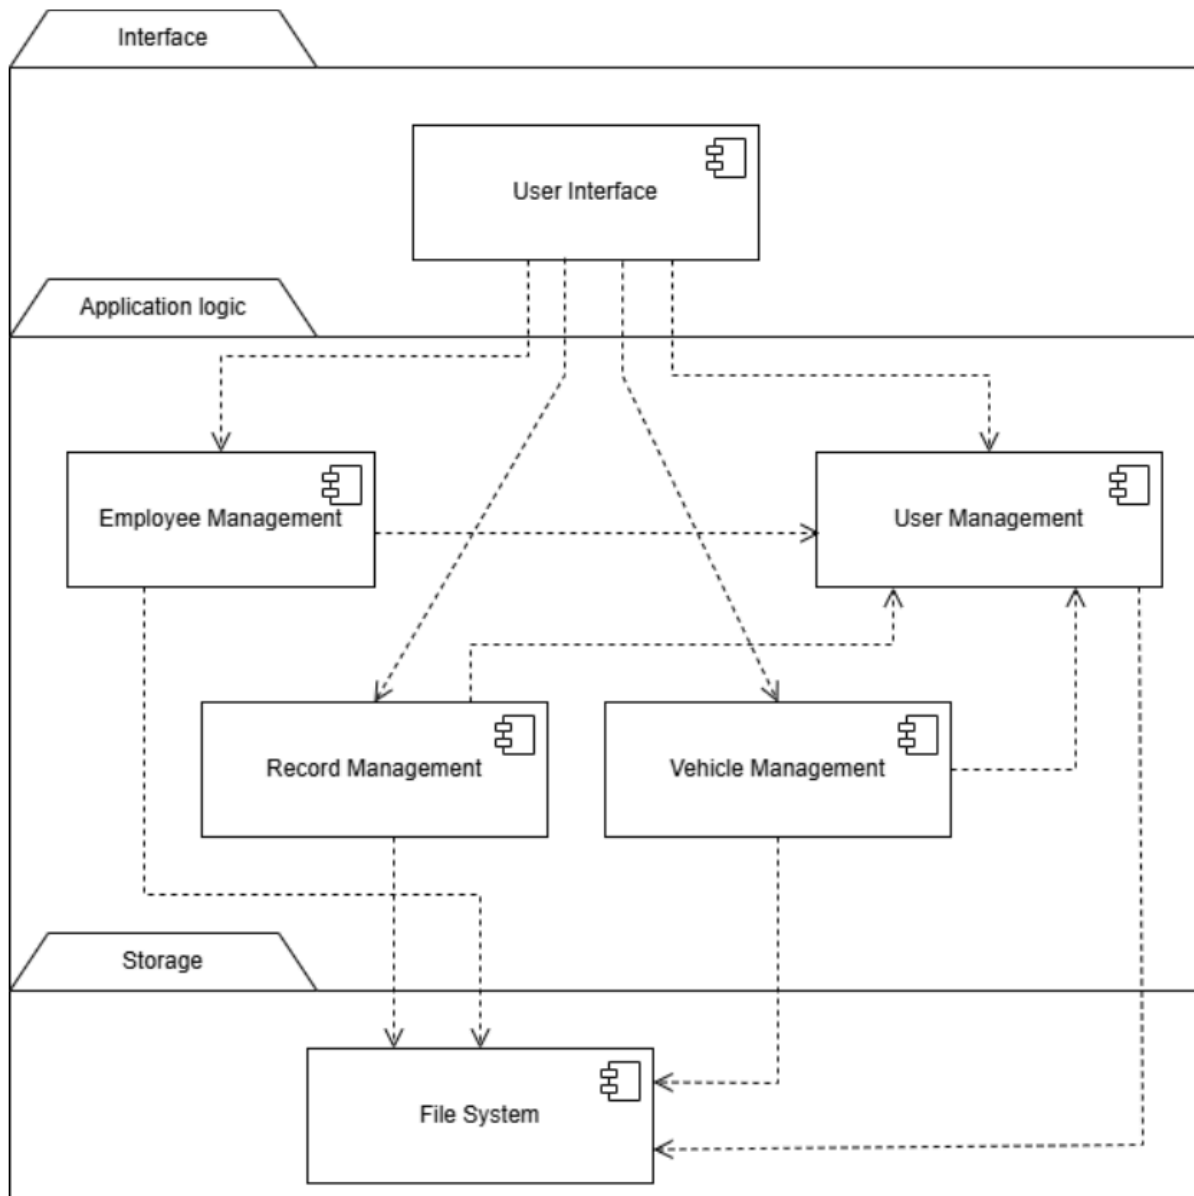 Interface
User Interface
Application logic
Employee Management
User Management
Record Management
Vehicle Management
Storage
File System